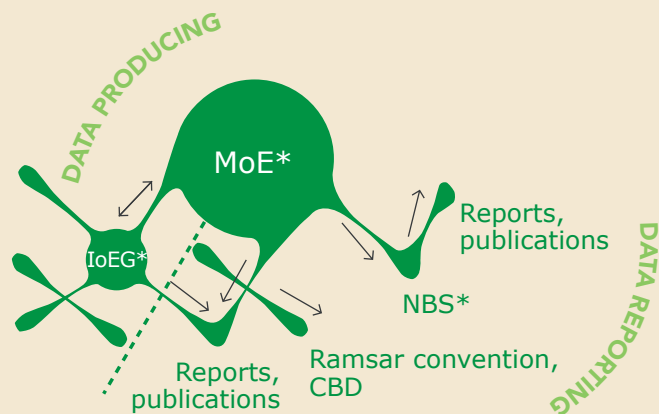 DATA PRODUCING
MoE*
IoEG*
Reports,
publications
NBS*
DATA REPORTING
Ramsar convention,
CBD
Reports,
publications